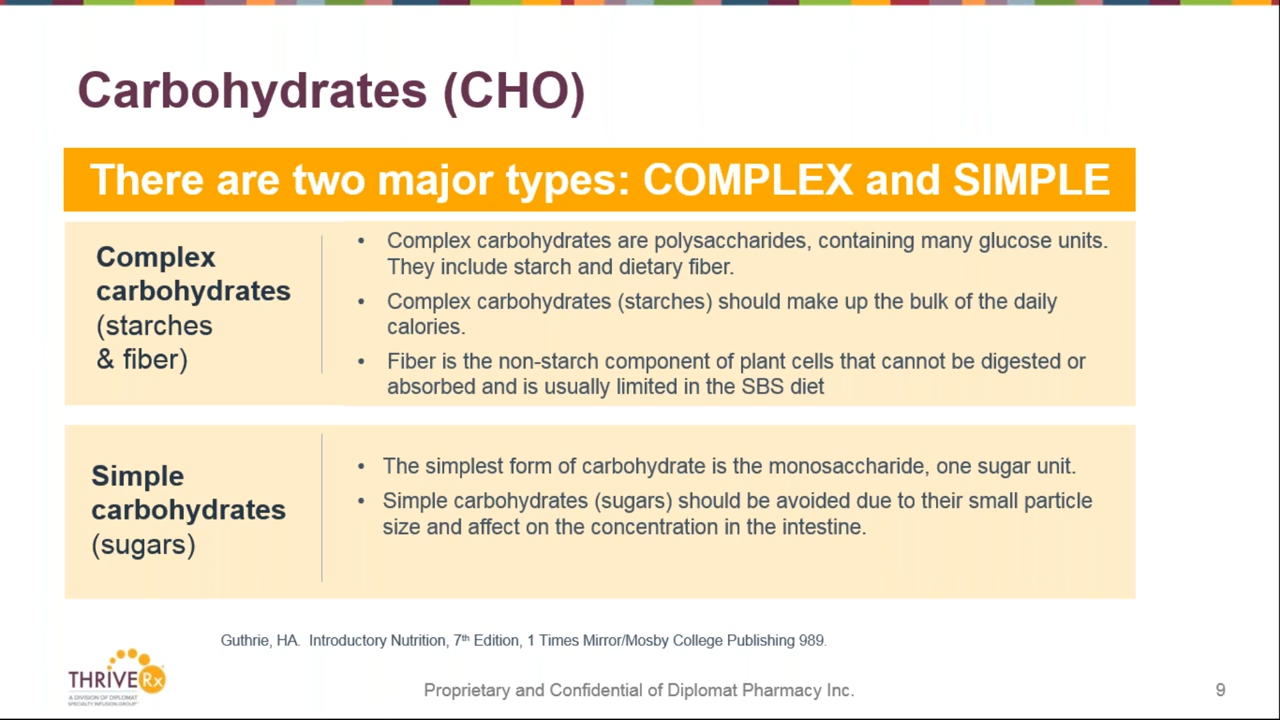 Carbohydrates (CHO)
There are two major types: COMPLEX and SIMPLE
Complex
carbohydrates
(starches
& fiber)
• Complex carbohydrates are polysaccharides, containing many glucose units.
They include starch and dietary fiber.
• Complex carbohydrates (starches) should make up the bulk of the daily
calories.
• Fiber is the non-starch component of plant cells that cannot be digested or
absorbed and is usually limited in the SBS diet
Simple
carbohydrates
(sugars)
• The simplest form of carbohydrate is the monosaccharide, one sugar unit.
• Simple carbohydrates (sugars) should be avoided due to their small particle
size and affect on the concentration in the intestine.
Guthrie, HA. Introductory Nutrition, 7th Edition, 1 Times Mirror/Mosby College Publishing 989.
THRIVE Rx
A DIVISION OF DIPLOMAT
SPECIALTY INFUSION GROUP
Proprietary and Confidential of Diplomat Pharmacy Inc.
9